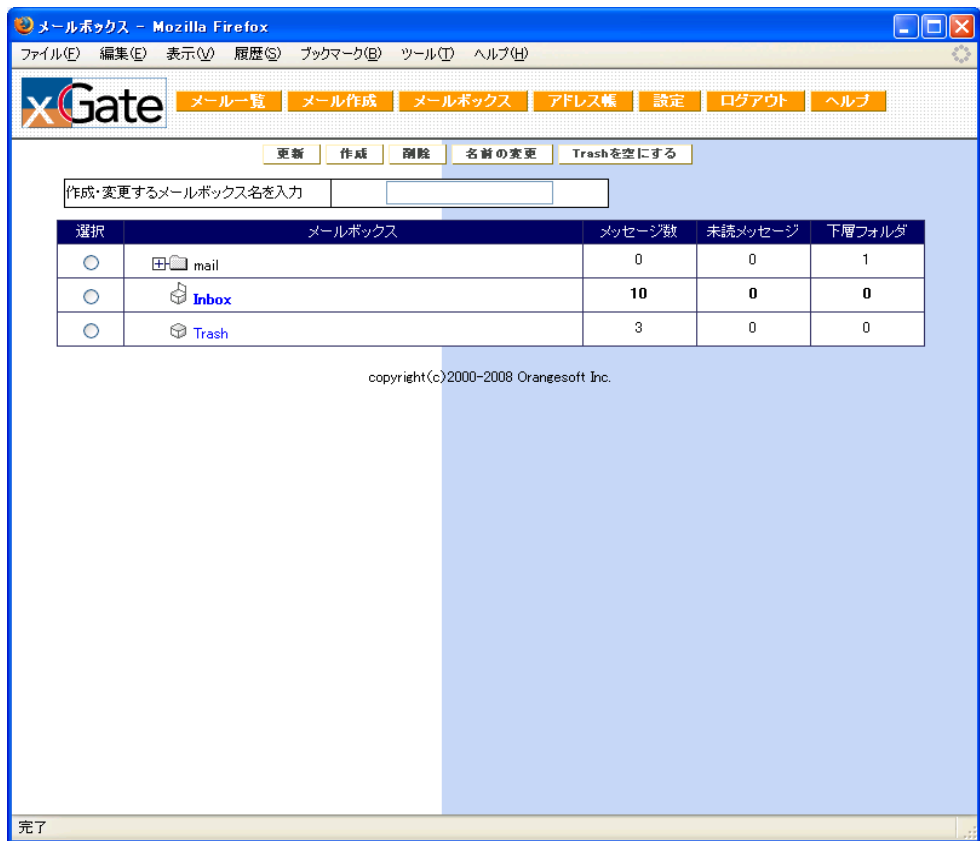 メールボックス - Mozilla Firefox
ファイル(F) 編集(E) 表示(V) 履歴(S) ブックマーク(B) ツール(T) ヘルプ(H)
xGate メール一覧 メール作成 メールボックス アドレス帳 設定 ログアウト ヘルプ
更新 作成 削除 名前の変更 Trashを空にする
作成・変更するメールボックス名を入力
選択 メールボックス メッセージ数 未読メッセージ 下層フォルダ
mail 0 0 1
Inbox 10 0 0
Trash 3 0 0
copyright(c)2000-2008 Orangesoft Inc.
完了